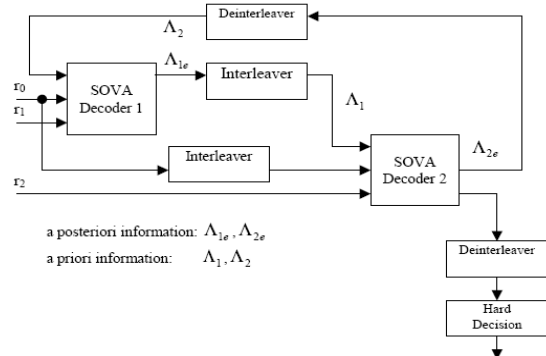 Deinterleaver
Λ2
Λ1e
Interleaver
SOVA
Decoder 1
r0
r1
Λ1
Interleaver
SOVA
Decoder 2
Λ2e
r2
a posteriori information: Λ1e , Λ2e
a priori information: Λ1 , Λ2
Deinterleaver
Hard
Decision